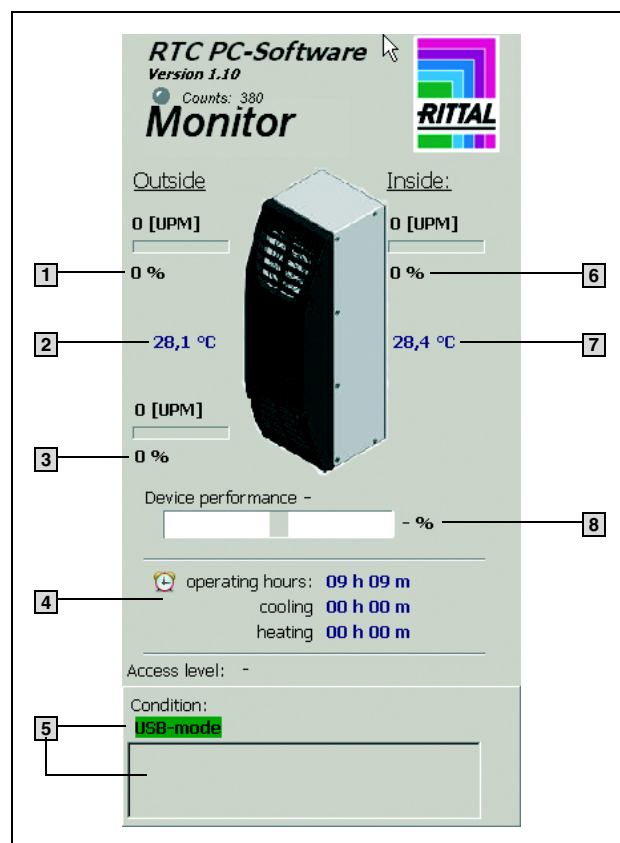 RTC PC-Software
Version 1.10
Counts: 380
Monitor
RITTAL
Outside
Inside:
0 [UPM]
0 [UPM]
1
0 %
0 %
6
2
28,1 °C
28,4 °C
7
0 [UPM]
3
0 %
Device performance -
- %
8
4
operating hours: 09 h 09 m
cooling 00 h 00 m
heating 00 h 00 m
Access level: -
Condition:
5
USB-mode